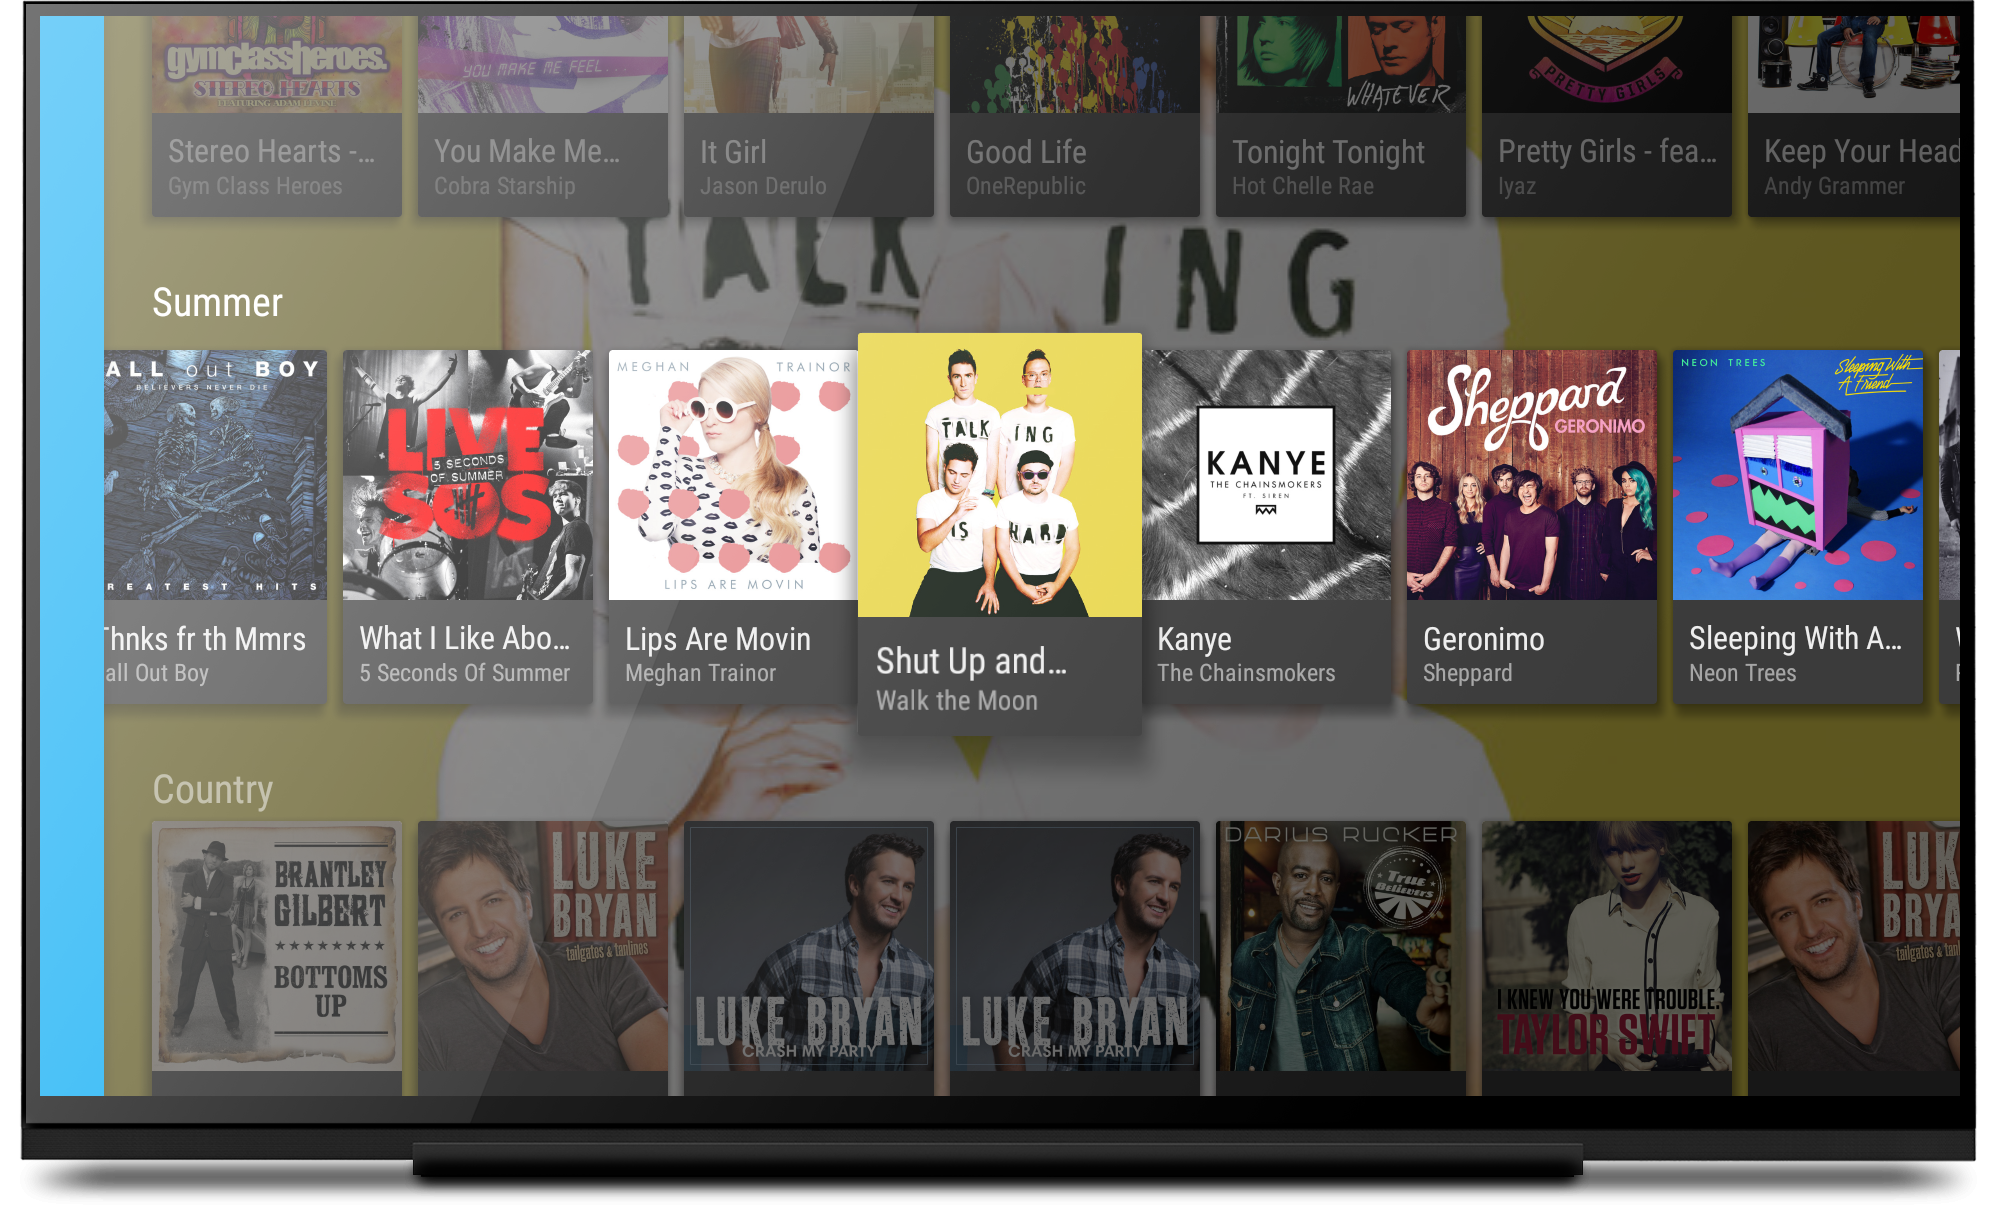 gymclassheroes.
STEREO HEARTS
FEATURING ADAM LEVINE
YOU MAKE ME FEEL...
WHATEVER
PRETTY GIRLS
Stereo Hearts -...
Gym Class Heroes
You Make Me...
Cobra Starship
It Girl
Jason Derulo
Good Life
OneRepublic
Tonight Tonight
Hot Chelle Rae
Pretty Girls - fea...
Iyaz
Keep Your Head
Andy Grammer
TALK ING
Summer
ALL out BOY
BELIEVERS NEVER DIE
REATEST HITS
LIVE
5 SECONDS
OF SUMMER
SOS
MEGHAN TRAINOR
LIPS ARE MOVIN
TALK ING
IS HARD
KANYE
THE CHAINSMOKERS
FT. SIREN
Sheppard
GERONIMO
NEON TREES
Sleeping With
A Friend
Thnks fr th Mmrs
all Out Boy
What I Like Abo...
5 Seconds Of Summer
Lips Are Movin
Meghan Trainor
Shut Up and...
Walk the Moon
Kanye
The Chainsmokers
Geronimo
Sheppard
Sleeping With A...
Neon Trees
Country
BRANTLEY
GILBERT
BOTTOMS
UP
LUKE
BRYAN
tailgates & tanlines
LUKE BRYAN
CRASH MY PARTY
LUKE BRYAN
CRASH MY PARTY
DARIUS RUCKER
True
Believers
I KNEW YOU WERE TROUBLE.
TAYLOR SWIFT
LUK
BRYA
tailgates & tanl